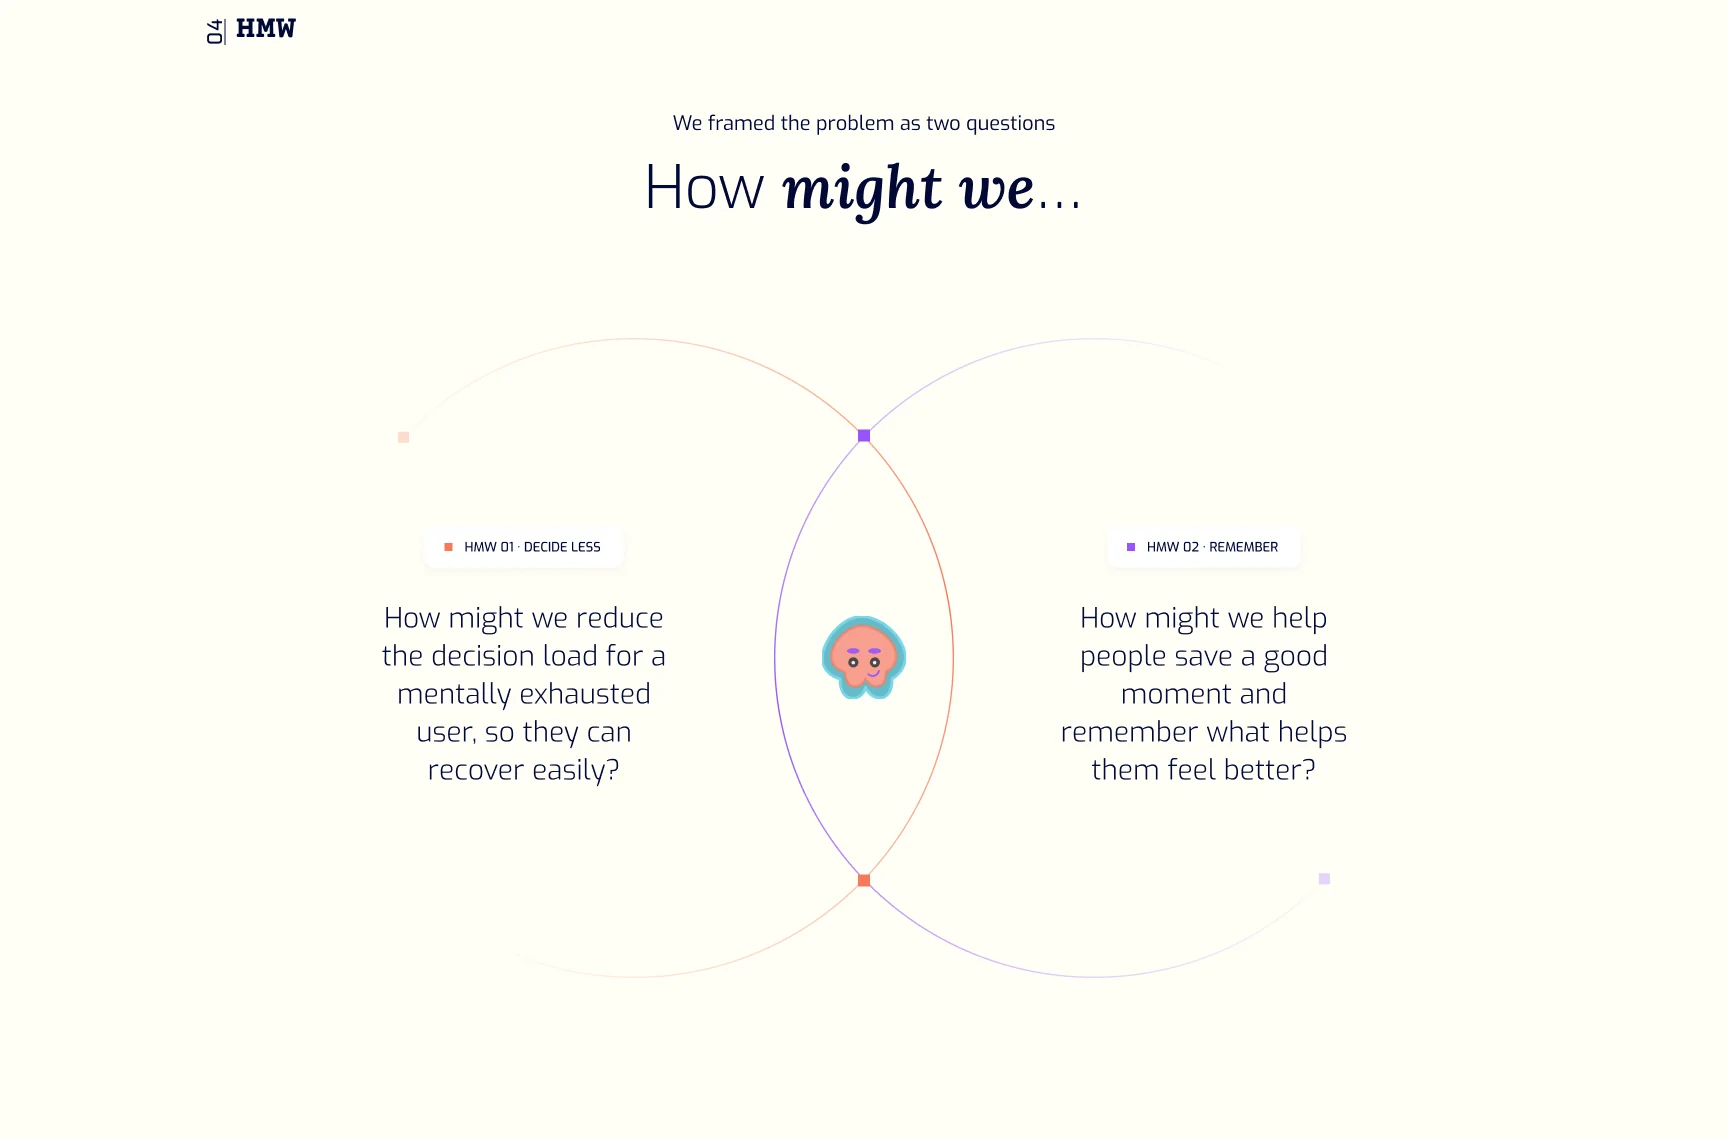 04
HMW
We framed the problem as two questions
How might we...
HMW 01 · DECIDE LESS
How might we reduce
the decision load for a
mentally exhausted
user, so they can
recover easily?
HMW 02 · REMEMBER
How might we help
people save a good
moment and
remember what helps
them feel better?